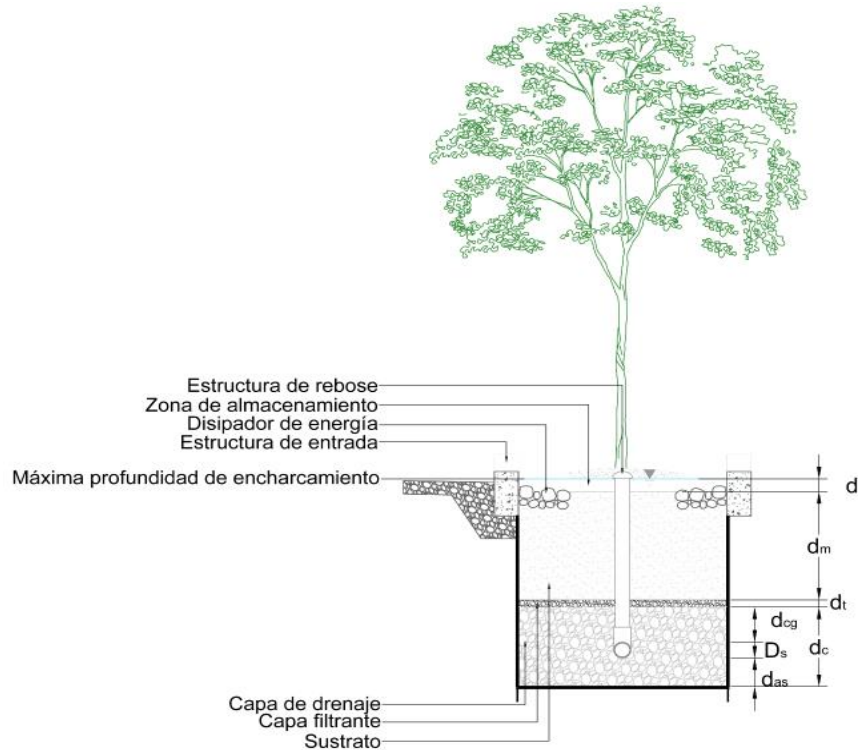 Estructura de rebose
Zona de almacenamiento
Disipador de energía
Estructura de entrada
Máxima profundidad de encharcamiento
d
dm
dt
dcg
Ds
dc
das
Capa de drenaje
Capa filtrante
Sustrato